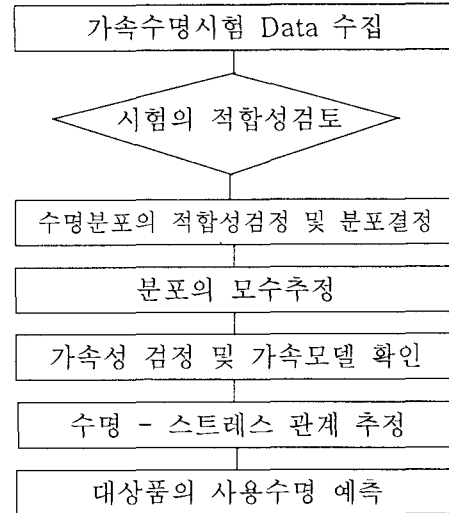 가속수명시험 Data 수집
시험의 적합성검토
수명분포의 적합성검정 및 분포결정
분포의 모수추정
가속성 검정 및 가속모델 확인
수명 - 스트레스 관계 추정
대상품의 사용수명 예측